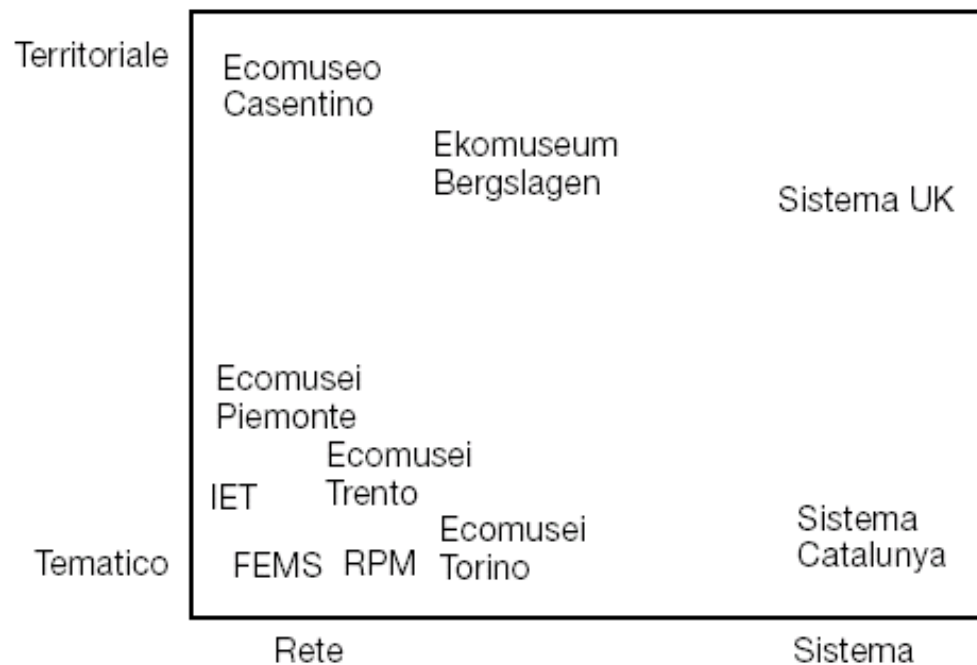 Territoriale
Ecomuseo
Casentino
Ekomuseum
Bergslagen
Sistema UK
Ecomusei
Piemonte
Ecomusei
Trento
IET
Ecomusei
Torino
Sistema
Catalunya
Tematico
FEMS
RPM
Rete
Sistema